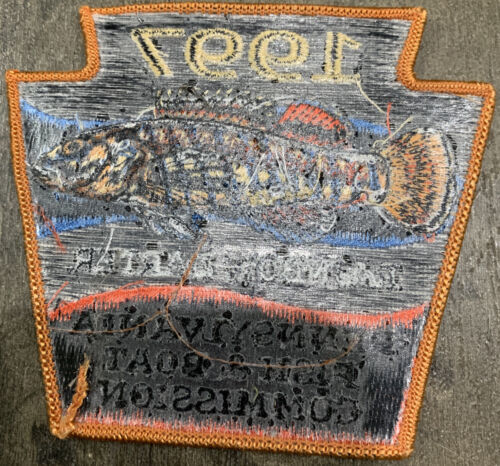 1997
RAINBOW DARTER
PENNSYLVANIA
FISH & BOAT
COMMISSION